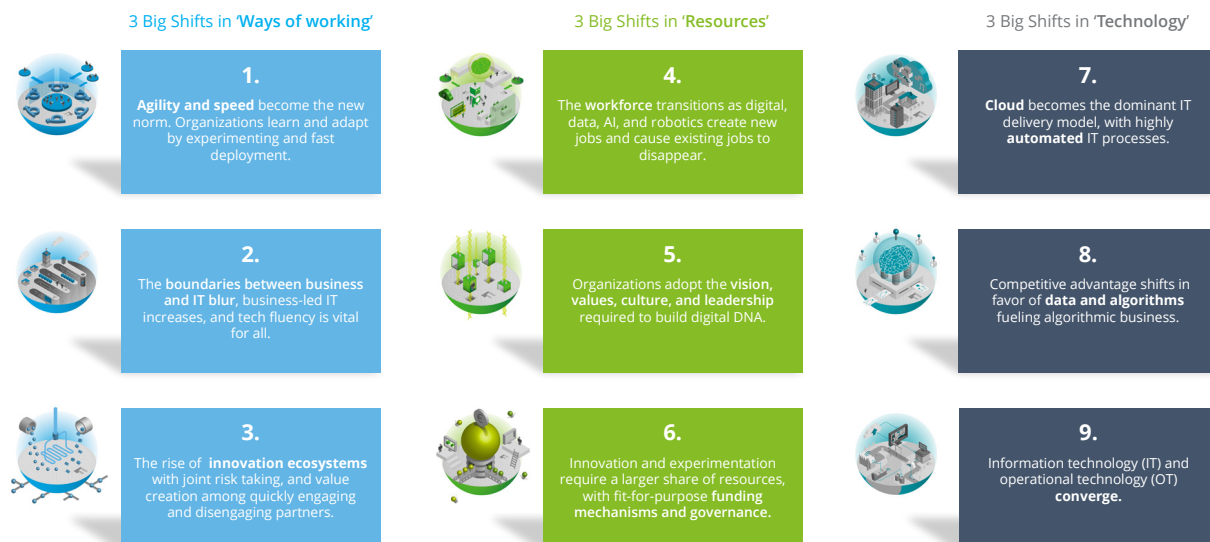 3 Big Shifts in ‘Ways of working’
1.
Agility and speed become the new
norm. Organizations learn and adapt
by experimenting and fast
deployment.
2.
The boundaries between business
and IT blur, business-led IT
increases, and tech fluency is vital
for all.
3.
The rise of innovation ecosystems
with joint risk taking, and value
creation among quickly engaging
and disengaging partners.
3 Big Shifts in ‘Resources’
4.
The workforce transitions as digital,
data, AI, and robotics create new
jobs and cause existing jobs to
disappear.
5.
Organizations adopt the vision,
values, culture, and leadership
required to build digital DNA.
6.
Innovation and experimentation
require a larger share of resources,
with fit-for-purpose funding
mechanisms and governance.
3 Big Shifts in ‘Technology’
7.
Cloud becomes the dominant IT
delivery model, with highly
automated IT processes.
8.
Competitive advantage shifts in
favor of data and algorithms
fueling algorithmic business.
9.
Information technology (IT) and
operational technology (OT)
converge.